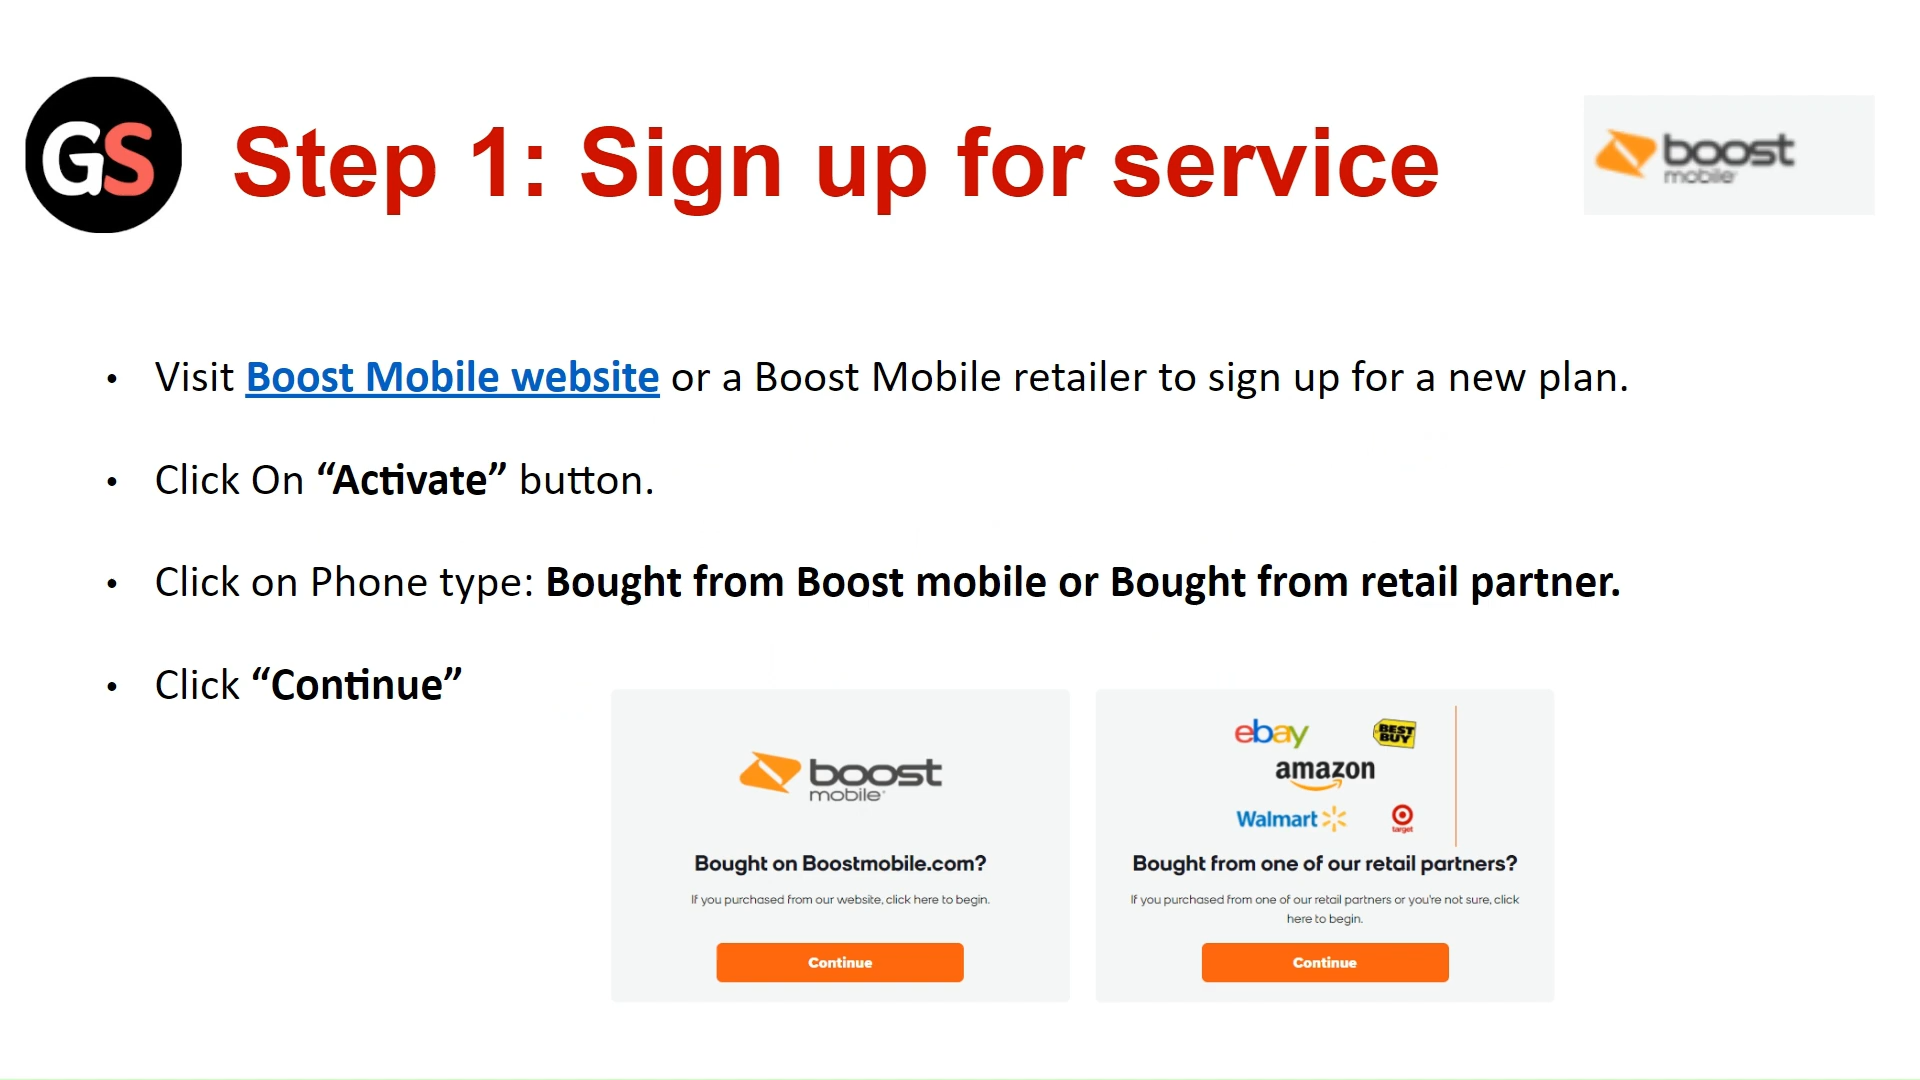 GS
Step 1: Sign up for service
boost
mobile
• Visit Boost Mobile website or a Boost Mobile retailer to sign up for a new plan.
• Click On “Activate” button.
• Click on Phone type: Bought from Boost mobile or Bought from retail partner.
• Click “Continue”
boost
mobile
Bought on Boostmobile.com?
If you purchased from our website, click here to begin.
Continue
ebay
BEST BUY
amazon
Walmart
target
Bought from one of our retail partners?
If you purchased from one of our retail partners or you're not sure, click
here to begin.
Continue